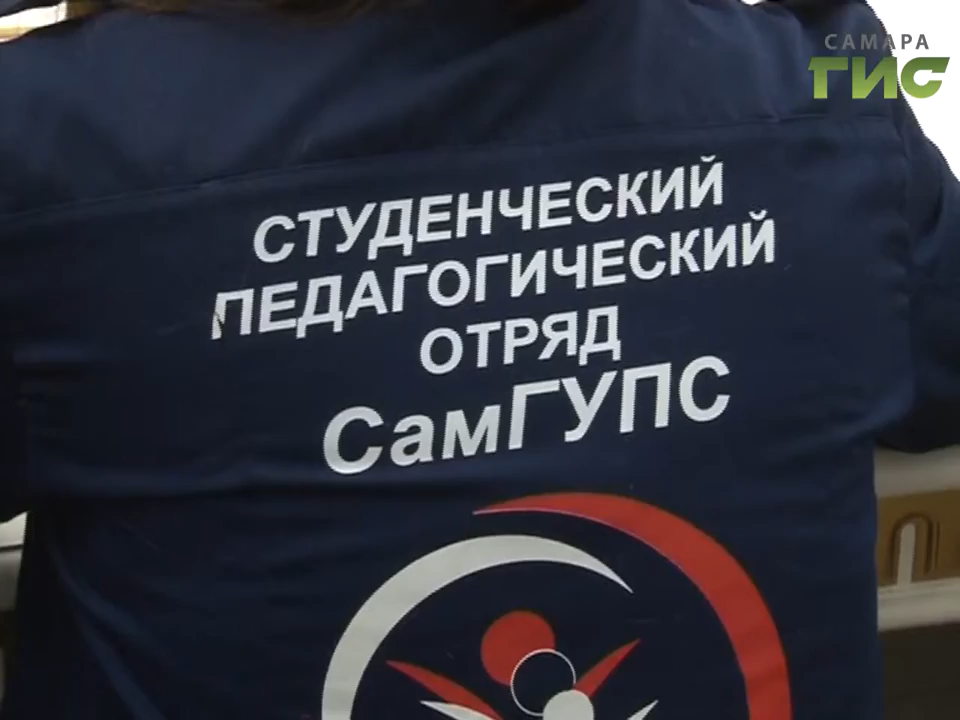 САМАРА
ГИС
СТУДЕНЧЕСКИЙ
ПЕДАГОГИЧЕСКИЙ
ОТРЯД
СамГУПС